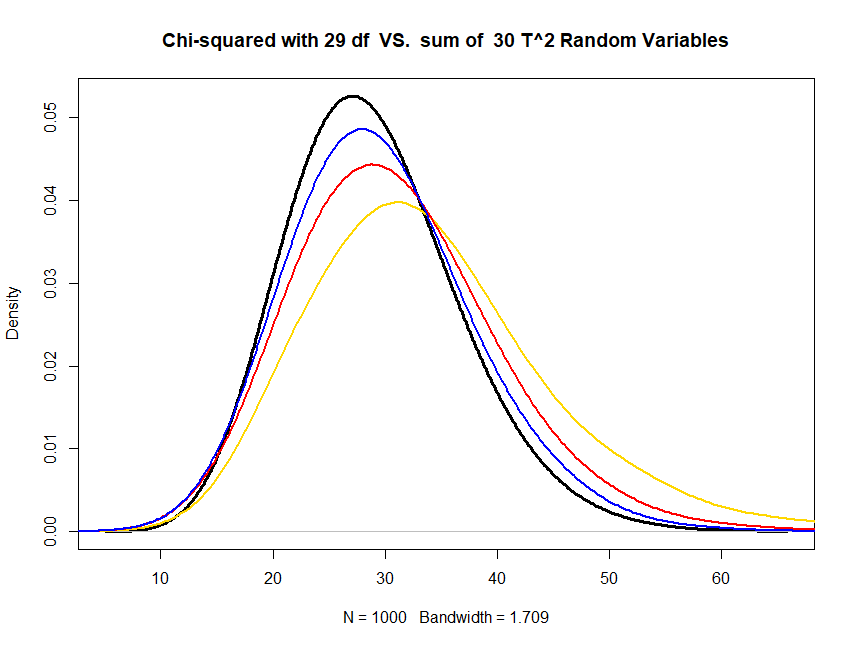 Chi-squared with 29 df  VS.  sum of  30 T^2 Random Variables
0.05
0.04
0.03
0.02
0.01
0.00
Density
10 20 30 40 50 60
N = 1000   Bandwidth = 1.709